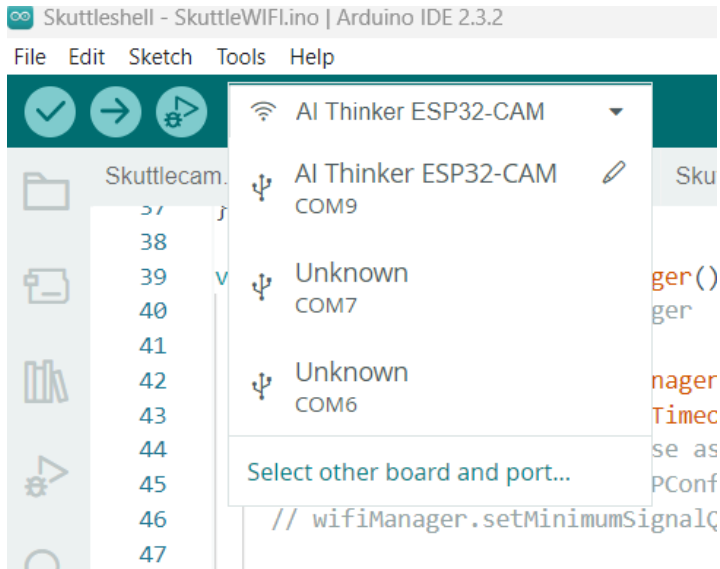 Skuttleshell - SkuttleWIFI.ino | Arduino IDE 2.3.2
File Edit Sketch Tools Help
AI Thinker ESP32-CAM
Skuttlecam.
AI Thinker ESP32-CAM
COM9
Sku
37 }
38
39 v
Unknown
COM7
ger()
40
ger
41
42
Unknown
COM6
nager
43
Timeo
44
se as
45
Select other board and port...
PConf
46 // wifiManager.setMinimumSignalQ
47